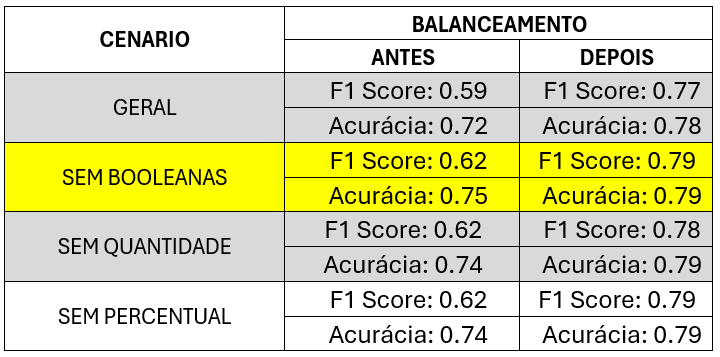 CENARIO
BALANCEAMENTO
ANTES
DEPOIS
GERAL
F1 Score: 0.59
F1 Score: 0.77
Acurácia: 0.72
Acurácia: 0.78
SEM BOOLEANAS
F1 Score: 0.62
F1 Score: 0.79
Acurácia: 0.75
Acurácia: 0.79
SEM QUANTIDADE
F1 Score: 0.62
F1 Score: 0.78
Acurácia: 0.74
Acurácia: 0.79
SEM PERCENTUAL
F1 Score: 0.62
F1 Score: 0.79
Acurácia: 0.74
Acurácia: 0.79